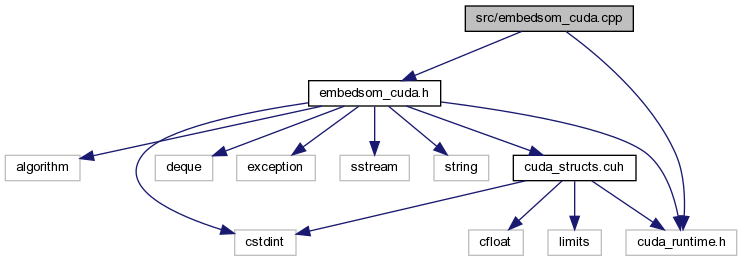 src/embedsom_cuda.cpp
embedsom_cuda.h
algorithm
deque
exception
sstream
string
cuda_structs.cuh
cstdint
cfloat
limits
cuda_runtime.h